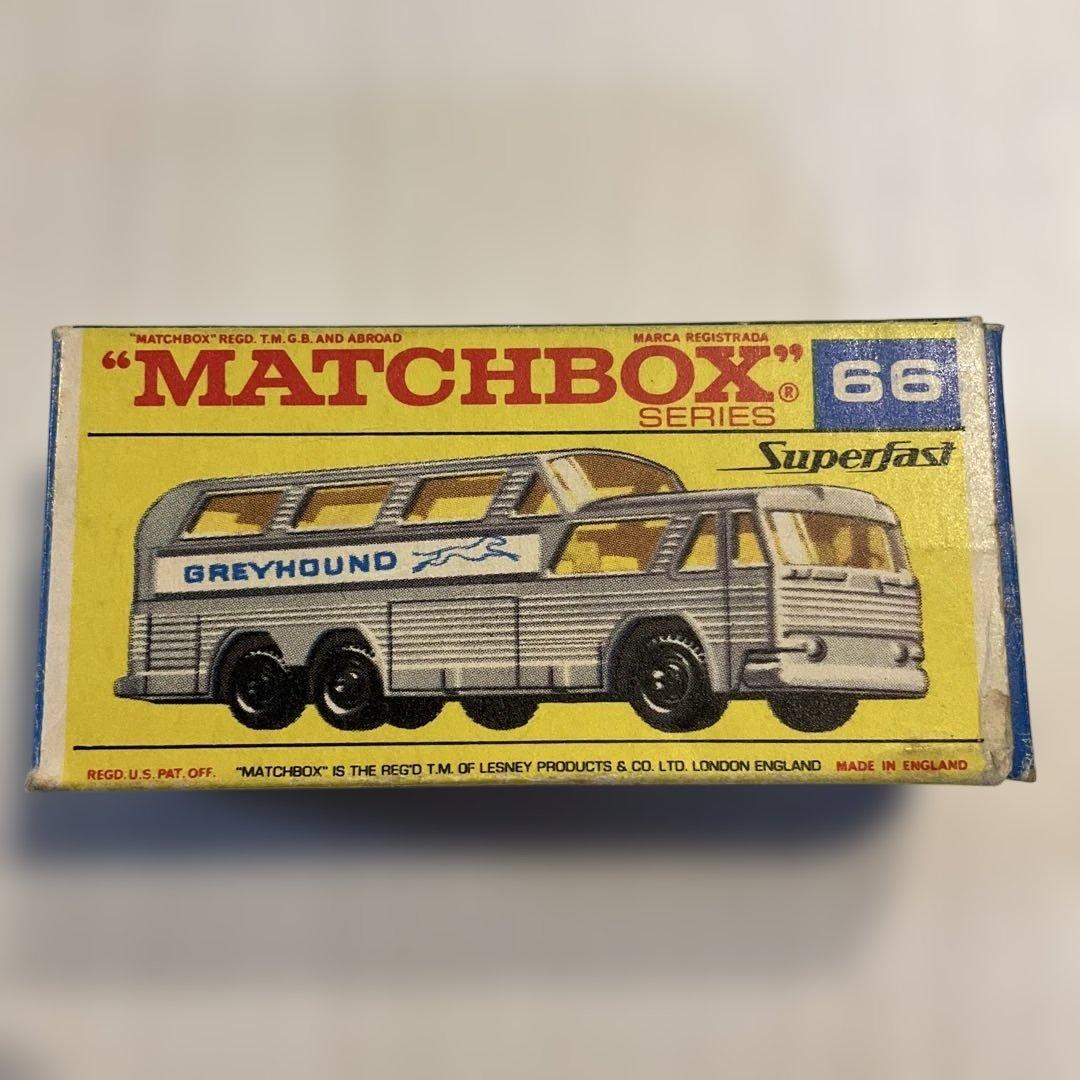 "MATCHBOX" REGD. T.M.G.B. AND ABROAD MARCA REGISTRADA
"MATCHBOX"® 66
SERIES
Superfast
GREYHOUND
REGD. U.S. PAT. OFF. "MATCHBOX" IS THE REG'D T.M. OF LESNEY PRODUCTS & CO. LTD. LONDON ENGLAND MADE IN ENGLAND